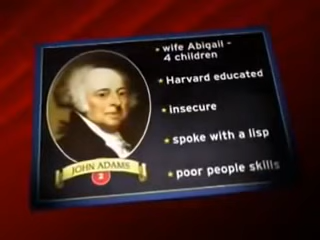 wife Abigail -
4 children
Harvard educated
insecure
spoke with a lisp
poor people skills
JOHN ADAMS
2